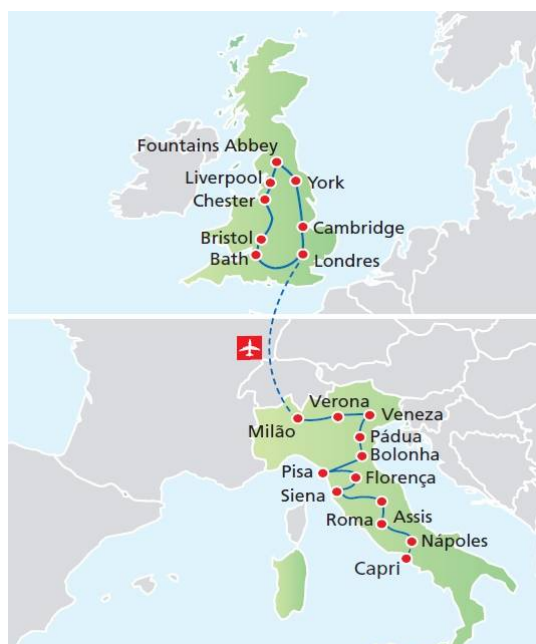 Fountains Abbey
Liverpool
York
Chester
Cambridge
Bristol
Londres
Bath
Verona
Veneza
Milão
Pádua
Bolonha
Pisa
Florença
Siena
Assis
Roma
Nápoles
Capri